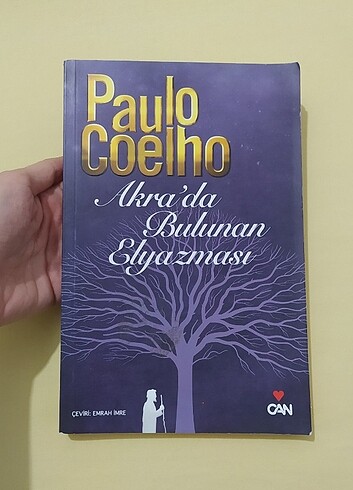 Paulo
Coelho
Akra'da
Bulunan
Elyazması
ÇEVİRİ: EMRAH İMRE
CAN